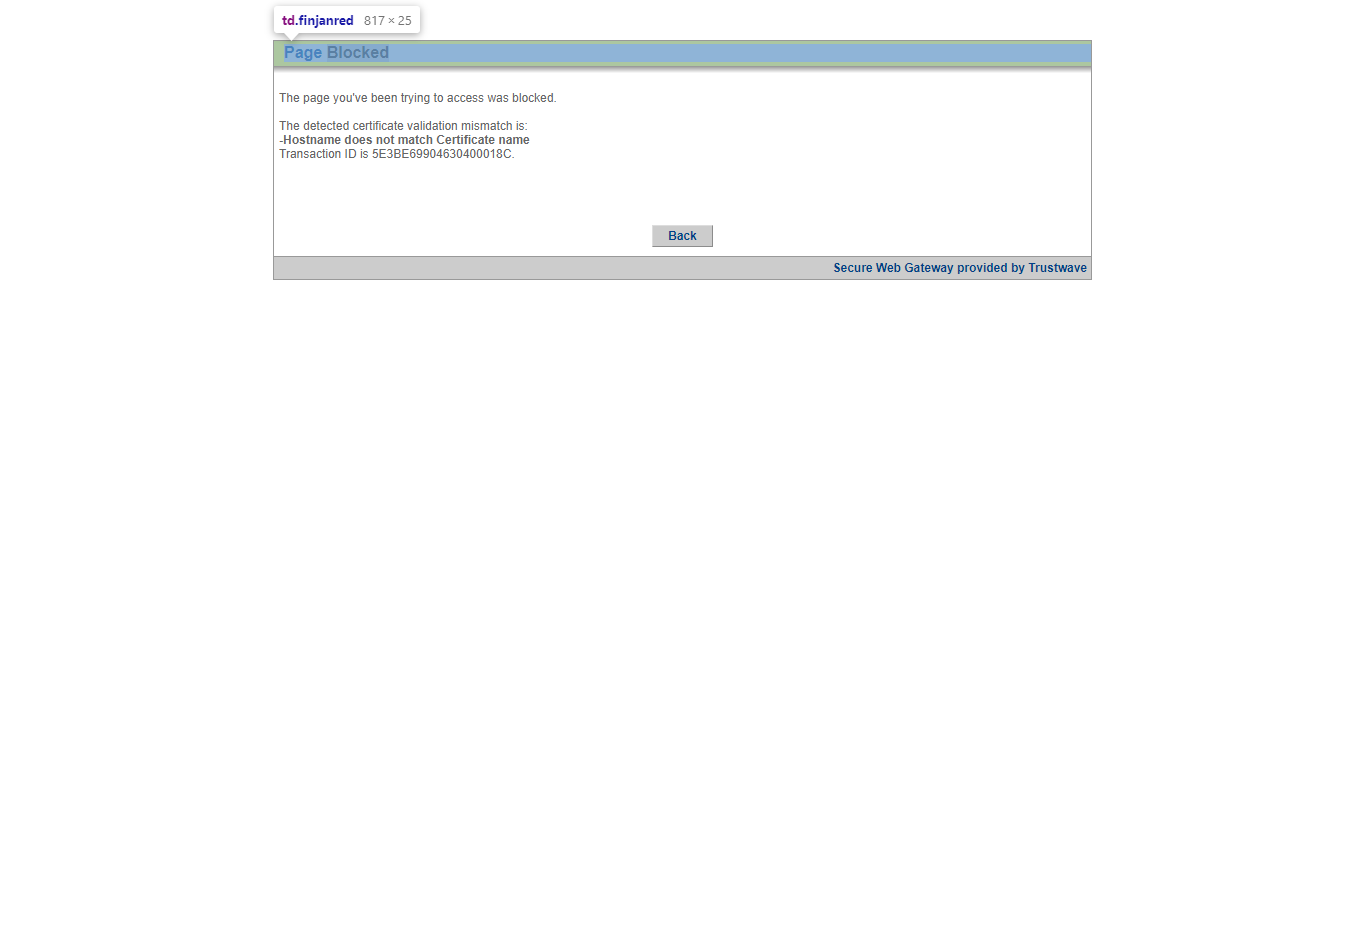 td.finjanred 817 × 25
Page Blocked
The page you've been trying to access was blocked.
The detected certificate validation mismatch is:
-Hostname does not match Certificate name
Transaction ID is 5E3BE69904630400018C.
Back
Secure Web Gateway provided by Trustwave